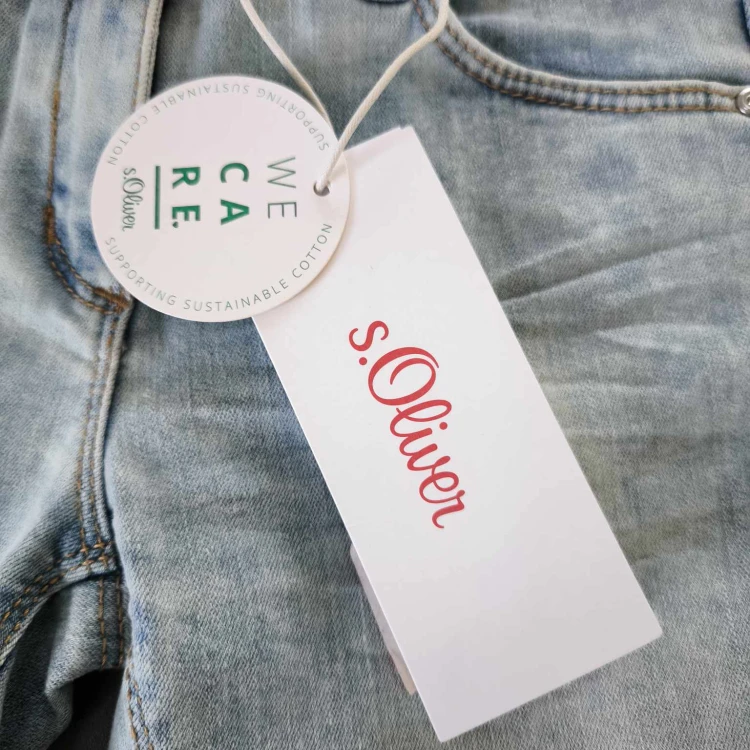 SUPPORTING SUSTAINABLE COTTON
WE
CA
RE.
s.Oliver
SUPPORTING SUSTAINABLE COTTON
s.Oliver